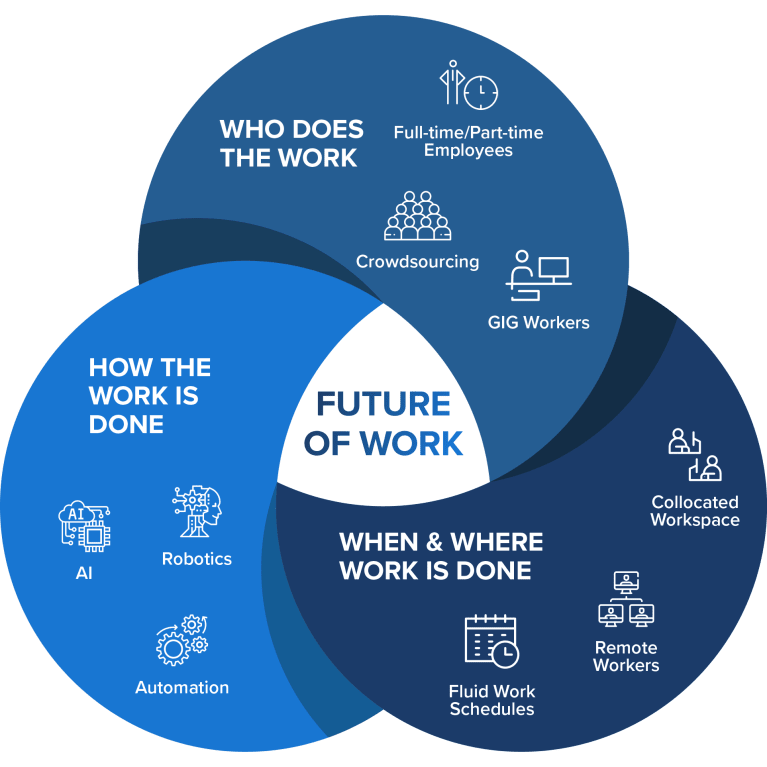 WHO DOES
THE WORK
Full-time/Part-time
Employees
Crowdsourcing
GIG Workers
HOW THE
WORK IS
DONE
AI
AI
Robotics
Automation
FUTURE
OF WORK
WHEN & WHERE
WORK IS DONE
Collocated
Workspace
Remote
Workers
Fluid Work
Schedules